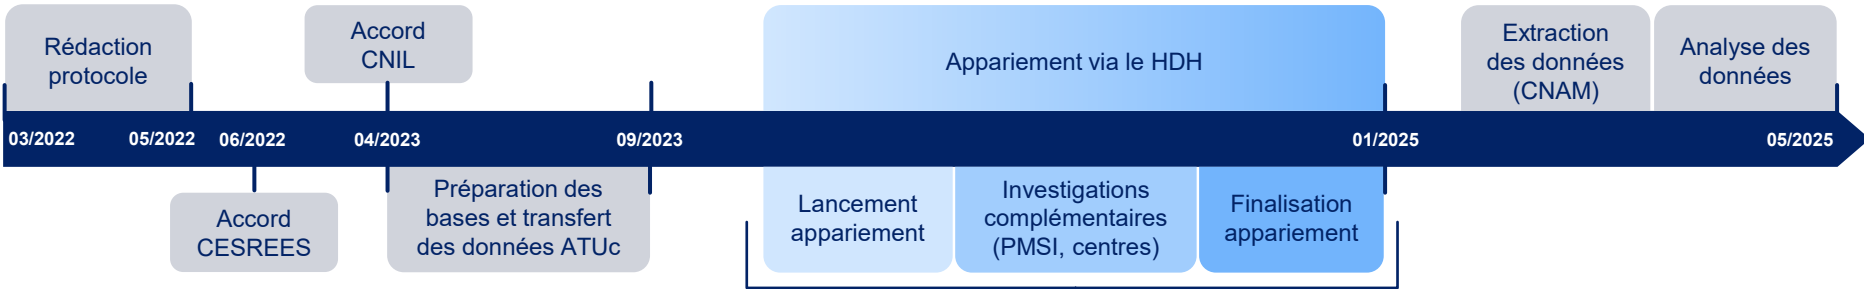 Rédaction
protocole
Accord
CNIL
Appariement via le HDH
Extraction
des données
(CNAM)
Analyse des
données
03/2022
05/2022
06/2022
04/2023
09/2023
01/2025
05/2025
Accord
CESREES
Préparation des
bases et transfert
des données ATUc
Lancement
appariement
Investigations
complémentaires
(PMSI, centres)
Finalisation
appariement